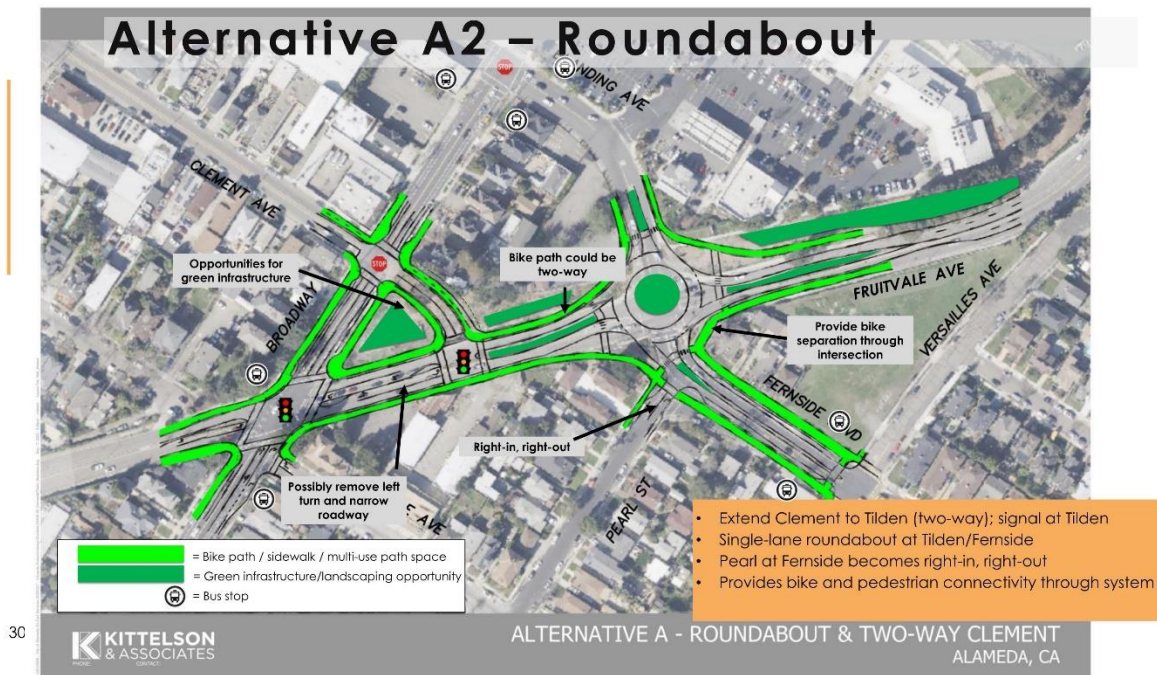 Alternative A2 – Roundabout
STOP
NDING AVE
CLEMENT AVE
Opportunities for
green infrastructure
STOP
Bike path could be
two-way
BROADWAY
FRUITVALE AVE
VERSAILLES AVE
Provide bike
separation through
intersection
FERNSIDE
VD
Right-in, right-out
Possibly remove left
turn and narrow
roadway
E AVE
PEARL ST
• Extend Clement to Tilden (two-way); signal at Tilden
• Single-lane roundabout at Tilden/Fernside
• Pearl at Fernside becomes right-in, right-out
• Provides bike and pedestrian connectivity through system
= Bike path / sidewalk / multi-use path space
= Green infrastructure/landscaping opportunity
= Bus stop
30
KITTELSON
& ASSOCIATES
PHONE: CONTACT:
ALTERNATIVE A - ROUNDABOUT & TWO-WAY CLEMENT
ALAMEDA, CA